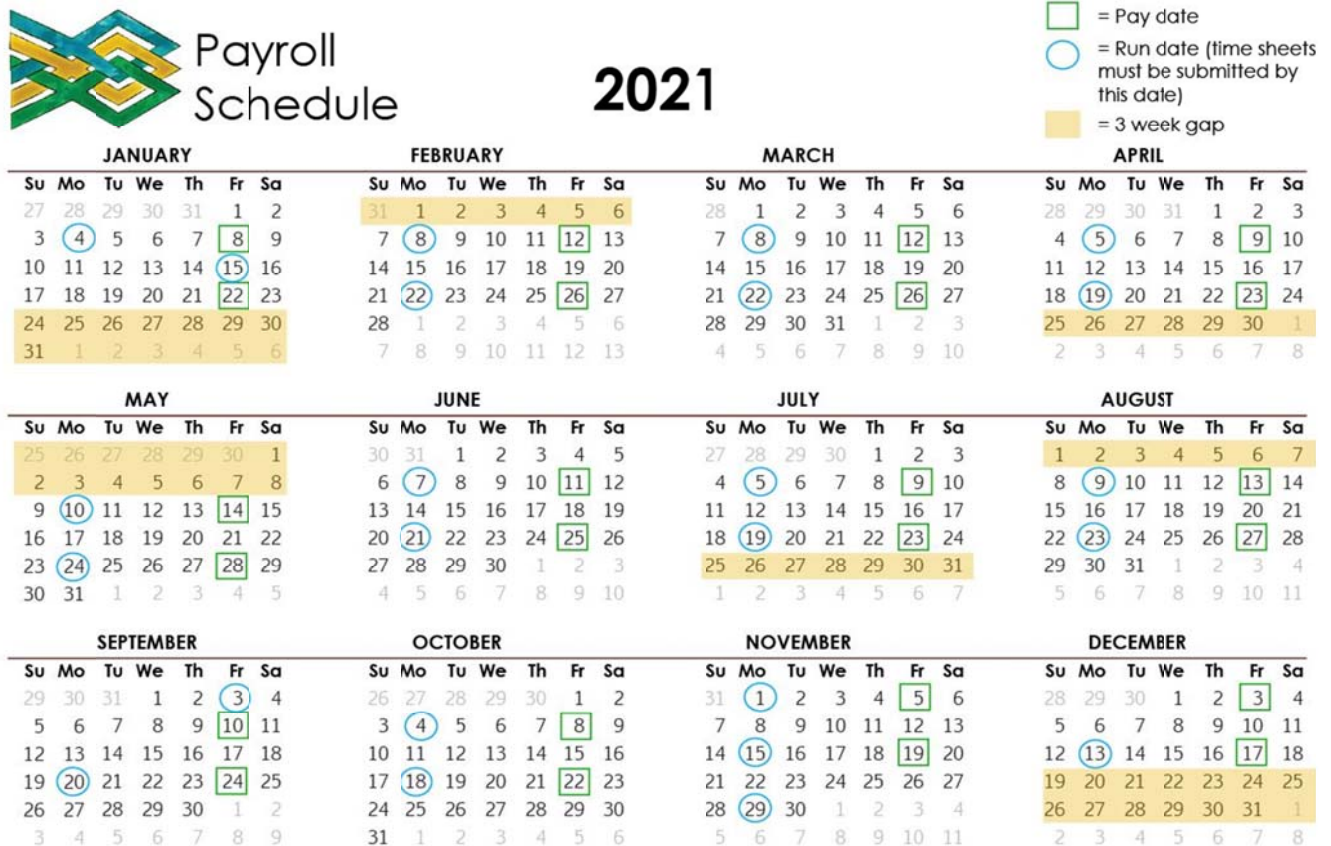 Payroll
Schedule
2021
= Pay date
= Run date (time sheets
must be submitted by
this date)
= 3 week gap
JANUARY FEBRUARY MARCH APRIL
Su Mo Tu We Th Fr Sa Su Mo Tu We Th Fr Sa Su Mo Tu We Th Fr Sa Su Mo Tu We Th Fr Sa
27 28 29 30 31 1 2 31 1 2 3 4 5 6 28 1 2 3 4 5 6 28 29 30 31 1 2 3
3 4 5 6 7 8 9 7 8 9 10 11 12 13 7 8 9 10 11 12 13 4 5 6 7 8 9 10
10 11 12 13 14 15 16 14 15 16 17 18 19 20 14 15 16 17 18 19 20 11 12 13 14 15 16 17
17 18 19 20 21 22 23 21 22 23 24 25 26 27 21 22 23 24 25 26 27 18 19 20 21 22 23 24
24 25 26 27 28 29 30 28 1 2 3 4 5 6 28 29 30 31 1 2 3 25 26 27 28 29 30 1
31 1 2 3 4 5 6 7 8 9 10 11 12 13 4 5 6 7 8 9 10 2 3 4 5 6 7 8
MAY JUNE JULY AUGUST
Su Mo Tu We Th Fr Sa Su Mo Tu We Th Fr Sa Su Mo Tu We Th Fr Sa Su Mo Tu We Th Fr Sa
25 26 27 28 29 30 1 30 31 1 2 3 4 5 27 28 29 30 1 2 3 1 2 3 4 5 6 7
2 3 4 5 6 7 8 6 7 8 9 10 11 12 4 5 6 7 8 9 10 8 9 10 11 12 13 14
9 10 11 12 13 14 15 13 14 15 16 17 18 19 11 12 13 14 15 16 17 15 16 17 18 19 20 21
16 17 18 19 20 21 22 20 21 22 23 24 25 26 18 19 20 21 22 23 24 22 23 24 25 26 27 28
23 24 25 26 27 28 29 27 28 29 30 1 2 3 25 26 27 28 29 30 31 29 30 31 1 2 3 4
30 31 1 2 3 4 5 4 5 6 7 8 9 10 1 2 3 4 5 6 7 5 6 7 8 9 10 11
SEPTEMBER OCTOBER NOVEMBER DECEMBER
Su Mo Tu We Th Fr Sa Su Mo Tu We Th Fr Sa Su Mo Tu We Th Fr Sa Su Mo Tu We Th Fr Sa
29 30 31 1 2 3 4 26 27 28 29 30 1 2 31 1 2 3 4 5 6 28 29 30 1 2 3 4
5 6 7 8 9 10 11 3 4 5 6 7 8 9 7 8 9 10 11 12 13 5 6 7 8 9 10 11
12 13 14 15 16 17 18 10 11 12 13 14 15 16 14 15 16 17 18 19 20 12 13 14 15 16 17 18
19 20 21 22 23 24 25 17 18 19 20 21 22 23 21 22 23 24 25 26 27 19 20 21 22 23 24 25
26 27 28 29 30 1 2 24 25 26 27 28 29 30 28 29 30 1 2 3 4 26 27 28 29 30 31 1
3 4 5 6 7 8 9 31 1 2 3 4 5 6 5 6 7 8 9 10 11 2 3 4 5 6 7 8